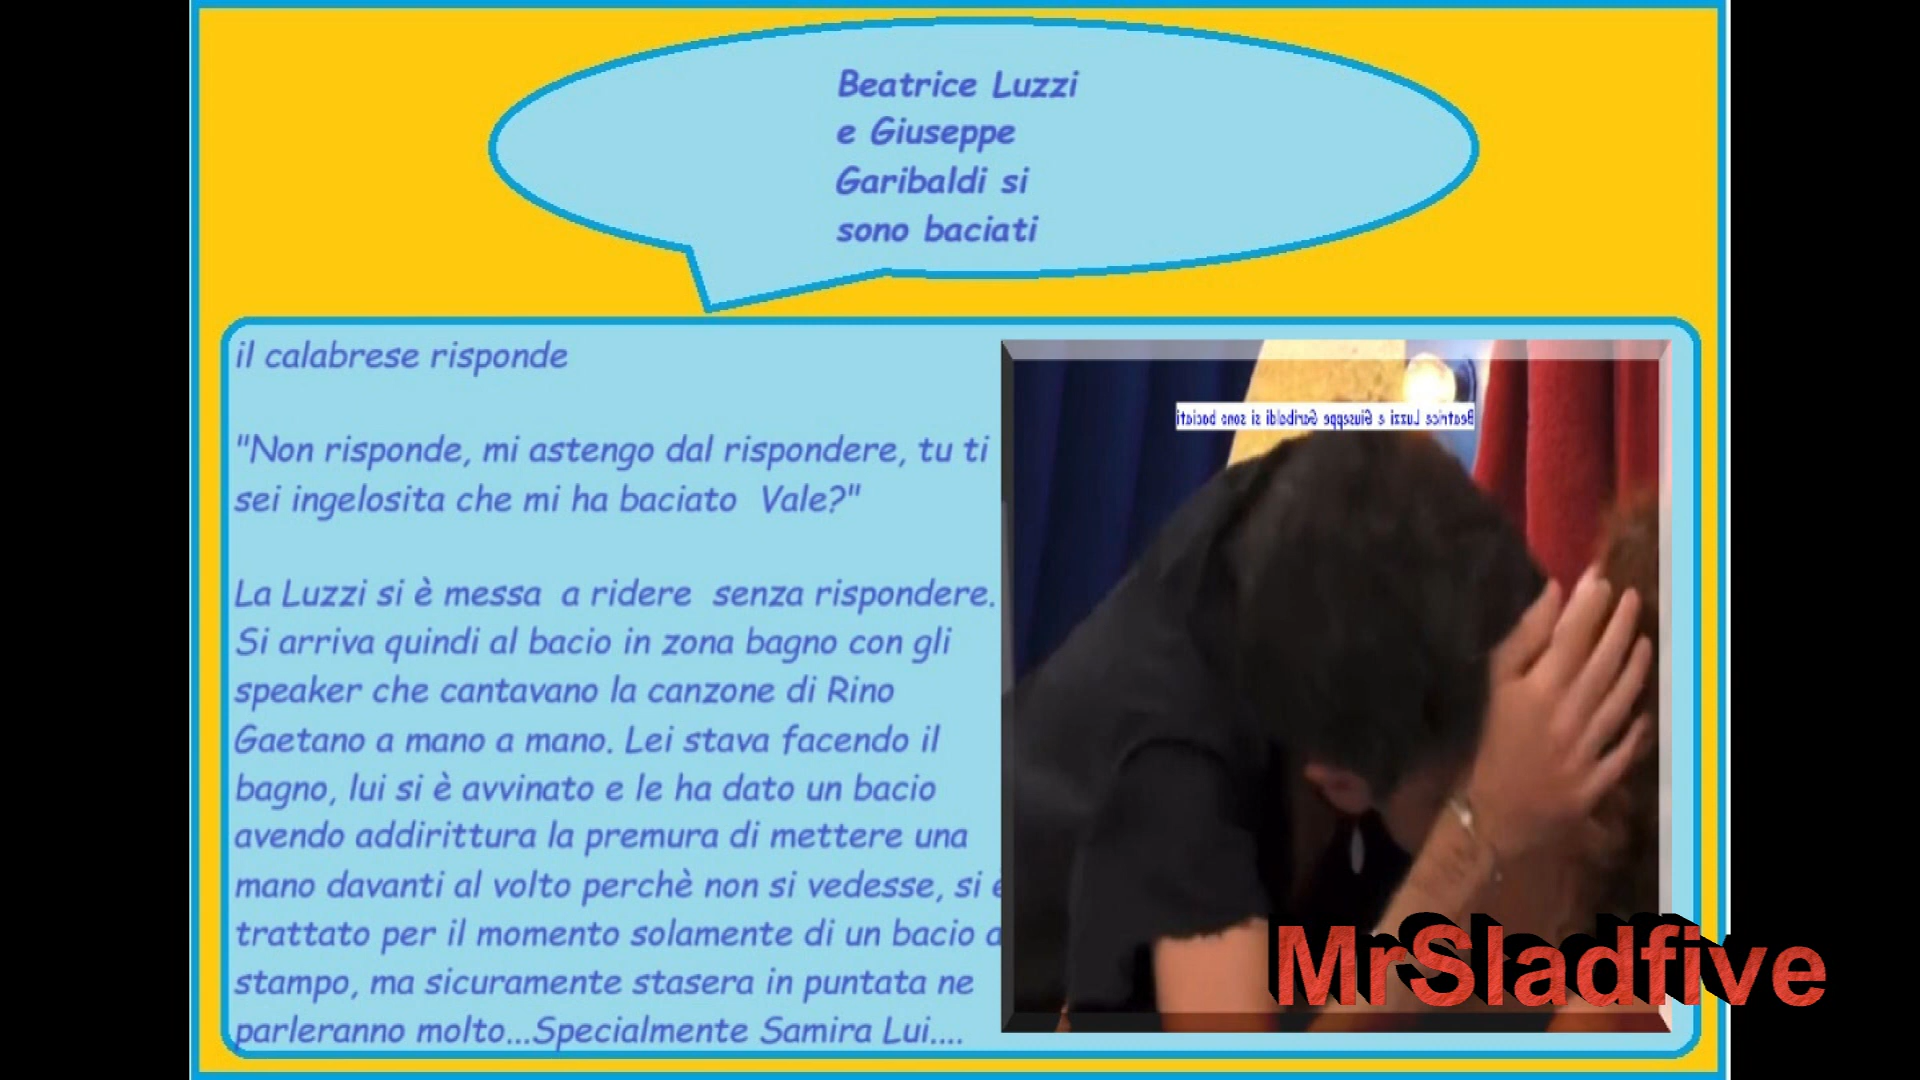 Beatrice Luzzi
e Giuseppe
Garibaldi si
sono baciati
il calabrese risponde
"Non risponde, mi astengo dal rispondere, tu ti
sei ingelosita che mi ha baciato Vale?"
La Luzzi si è messa a ridere senza rispondere.
Si arriva quindi al bacio in zona bagno con gli
speaker che cantavano la canzone di Rino
Gaetano a mano a mano. Lei stava facendo il
bagno, lui si è avvinato e le ha dato un bacio
avendo addirittura la premura di mettere una
mano davanti al volto perchè non si vedesse, si è
trattato per il momento solamente di un bacio a
stampo, ma sicuramente stasera in puntata ne
parleranno molto...Specialmente Samira Lui....
Beatrice Luzzi e Giuseppe Garibaldi si sono baciati
MrSladfive